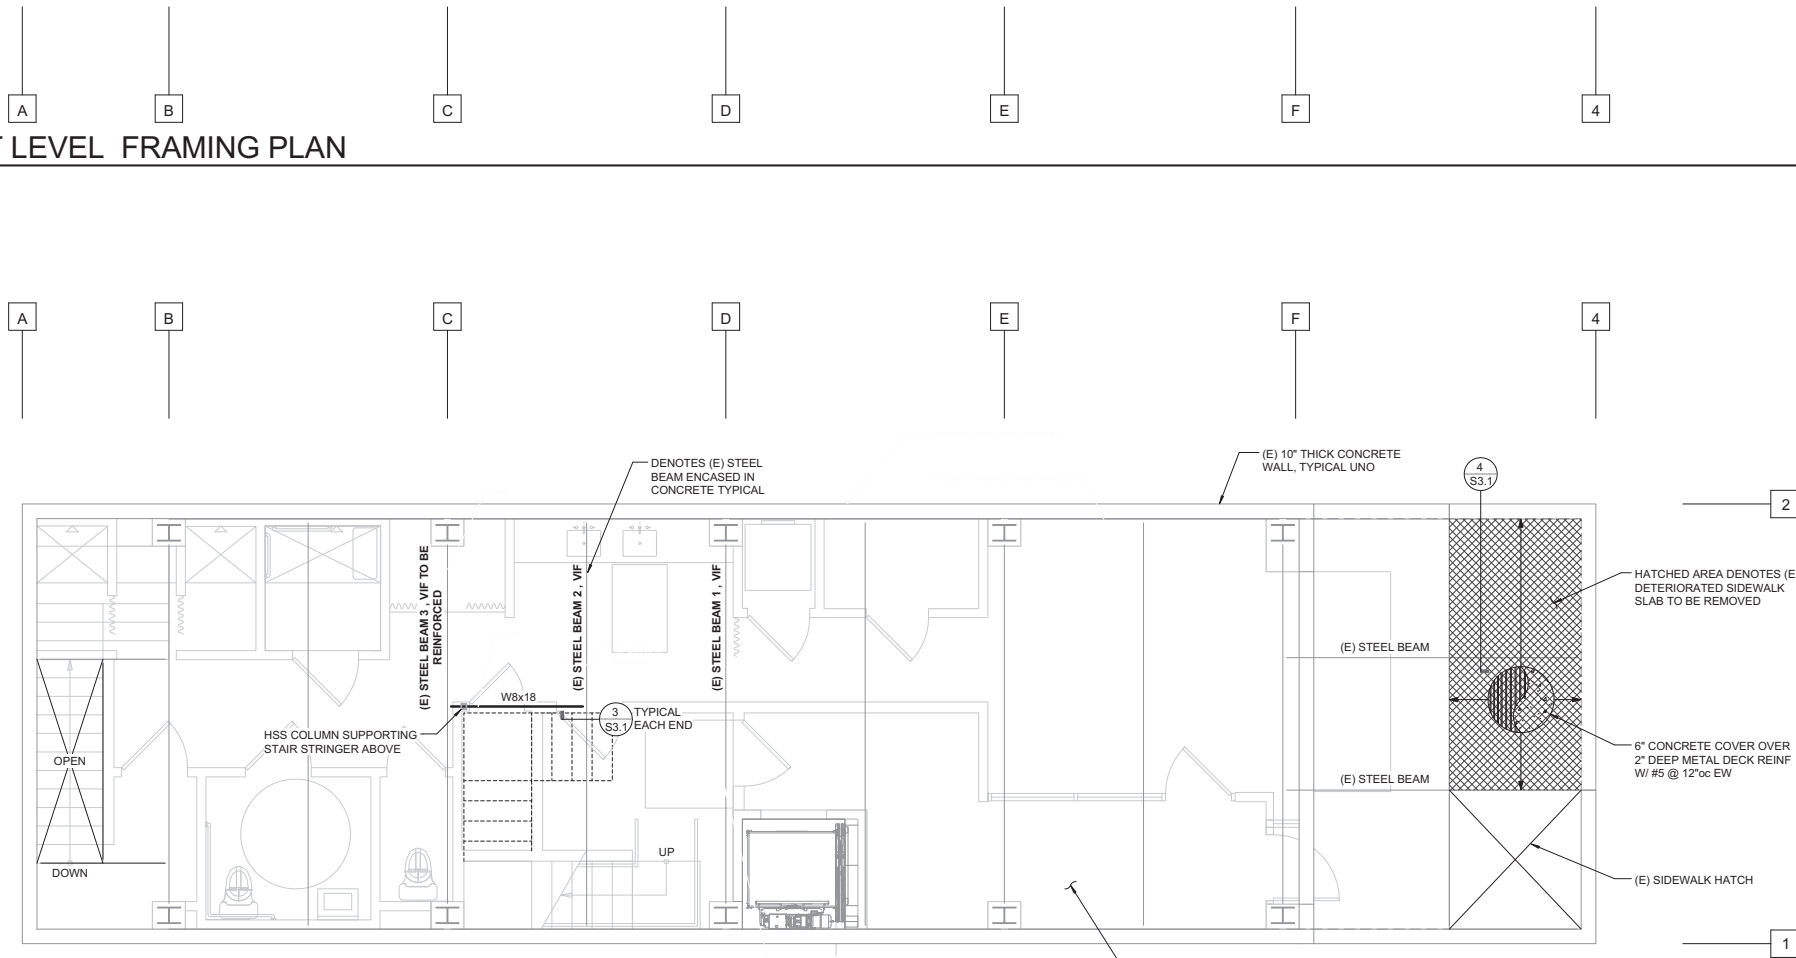 A
B
C
D
E
F
4
LEVEL FRAMING PLAN
A
B
C
D
E
F
4
DENOTES (E) STEEL
BEAM ENCASED IN
CONCRETE TYPICAL
(E) 10" THICK CONCRETE
WALL, TYPICAL UNO
4
S3.1
2
(E) STEEL BEAM 3 , VIF TO BE
REINFORCED
(E) STEEL BEAM 2 , VIF
(E) STEEL BEAM 1 , VIF
HATCHED AREA DENOTES (E
DETERIORATED SIDEWALK
SLAB TO BE REMOVED
(E) STEEL BEAM
W8x18
3
S3.1
TYPICAL
EACH END
HSS COLUMN SUPPORTING
STAIR STRINGER ABOVE
OPEN
6" CONCRETE COVER OVER
2" DEEP METAL DECK REINF
W/ #5 @ 12"oc EW
(E) STEEL BEAM
UP
DOWN
(E) SIDEWALK HATCH
1